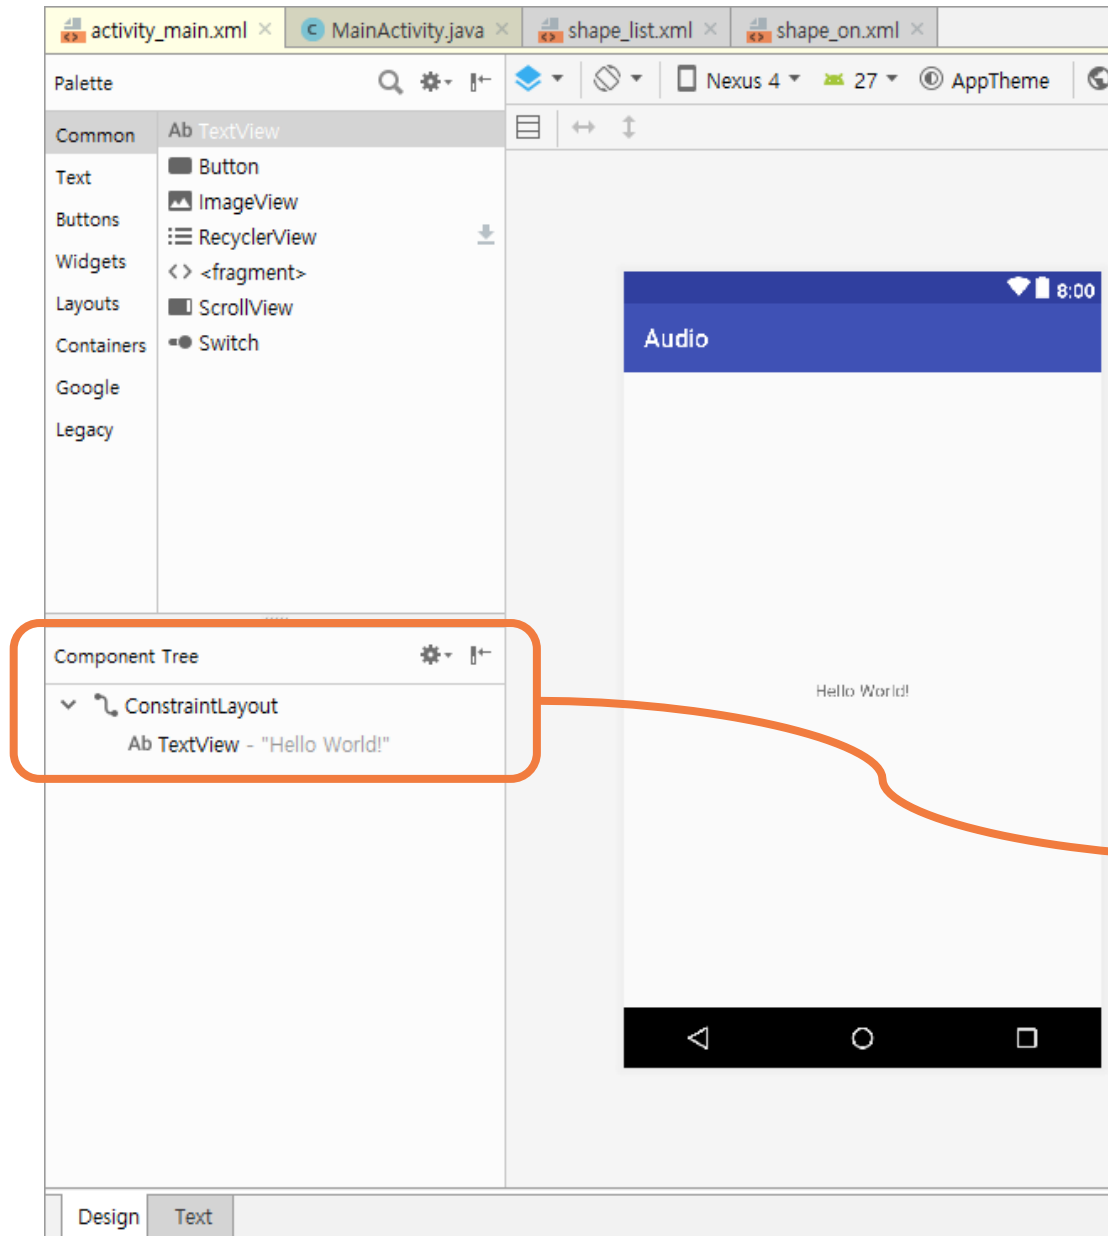 activity_main.xml
MainActivity.java
shape_list.xml
shape_on.xml
Palette
Nexus 4
27
AppTheme
Common
Text
Buttons
Widgets
Layouts
Containers
Google
Legacy
Ab TextView
Button
ImageView
RecyclerView
<fragment>
ScrollView
Switch
8:00
Audio
Hello World!
Component Tree
ConstraintLayout
Ab TextView - "Hello World!"
Design
Text